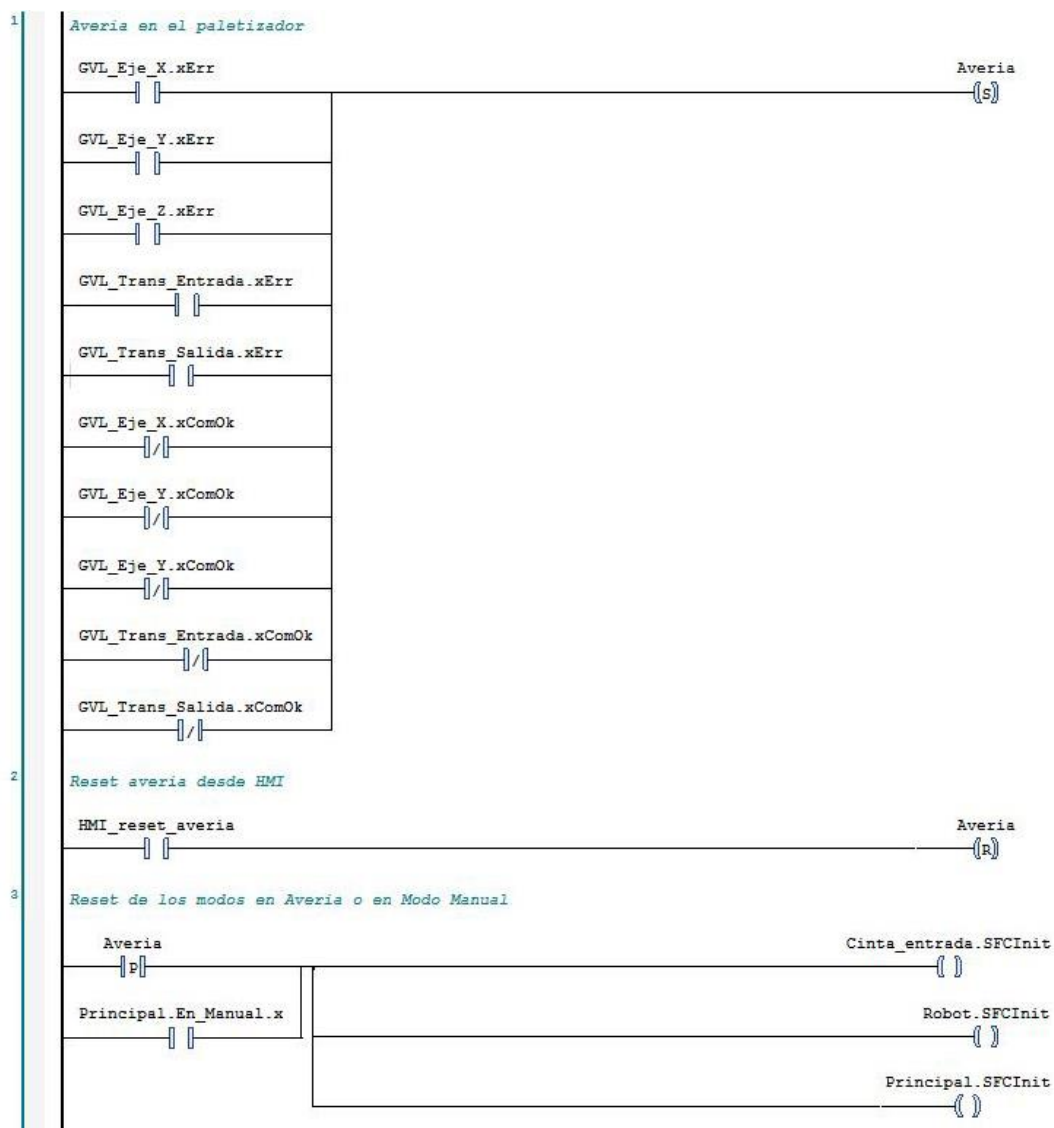 1
Averia en el paletizador
GVL_Eje_X.xErr
Averia
S
GVL_Eje_Y.xErr
GVL_Eje_Z.xErr
GVL_Trans_Entrada.xErr
GVL_Trans_Salida.xErr
GVL_Eje_X.xComOk
/
GVL_Eje_Y.xComOk
/
GVL_Eje_Y.xComOk
/
GVL_Trans_Entrada.xComOk
/
GVL_Trans_Salida.xComOk
/
2
Reset averia desde HMI
HMI_reset_averia
Averia
R
3
Reset de los modos en Averia o en Modo Manual
Averia
P
Cinta_entrada.SFCInit
Principal.En_Manual.x
Robot.SFCInit
Principal.SFCInit